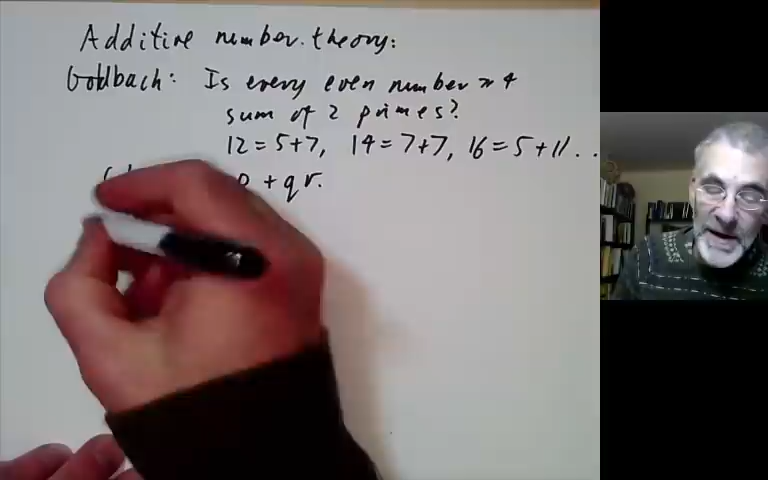 Additive number theory:
Goldbach: Is every even number ≥ 4
sum of 2 primes?
12 = 5+7, 14 = 7+7, 16 = 5+11 ...
p + qr.